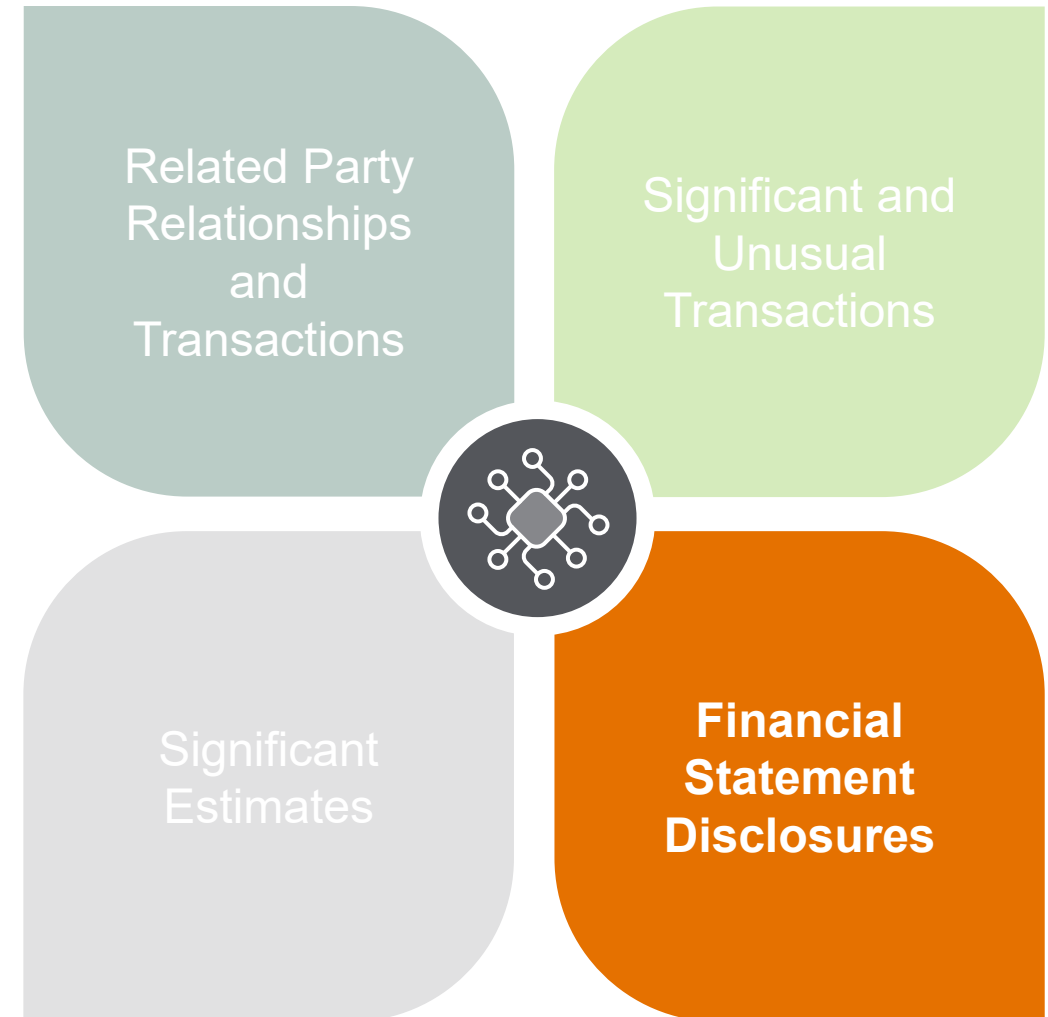 Related Party
Relationships
and
Transactions
Significant and
Unusual
Transactions
Significant
Estimates
Financial
Statement
Disclosures